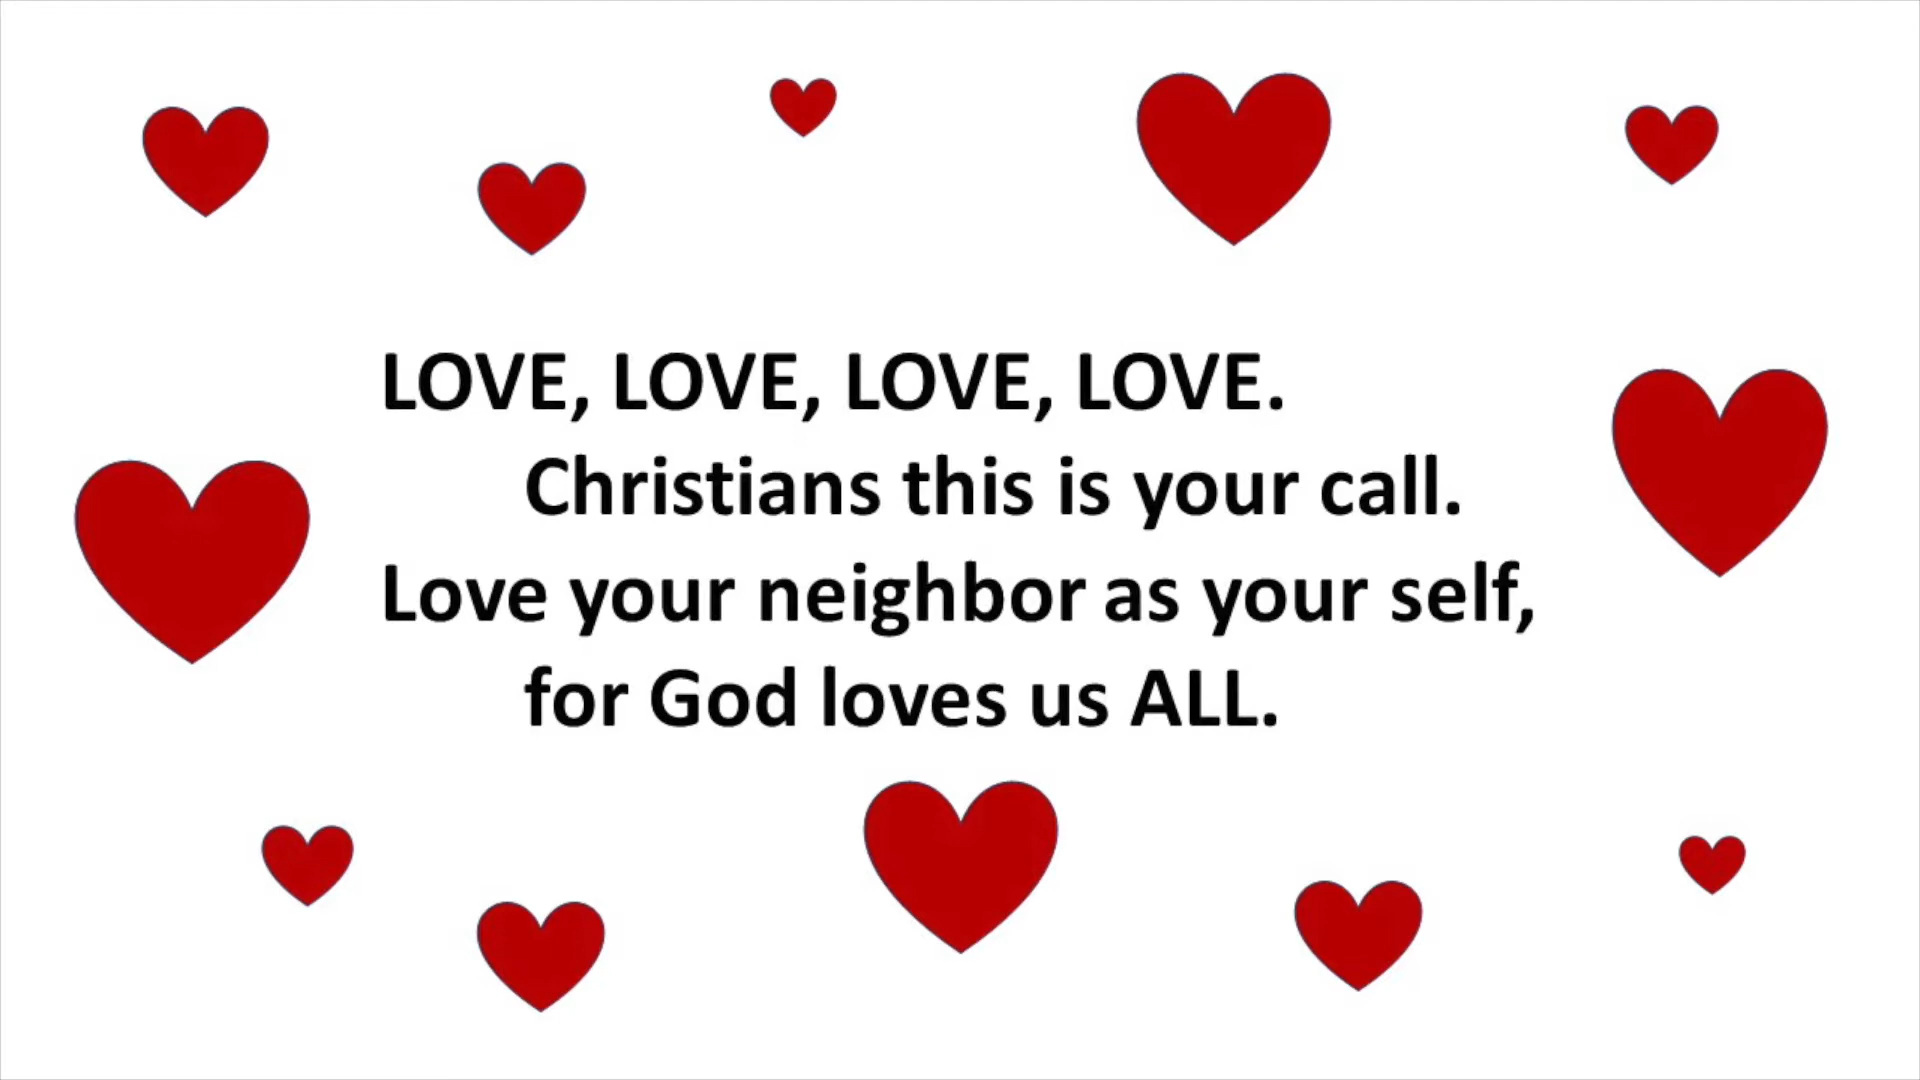 LOVE, LOVE, LOVE, LOVE.
Christians this is your call.
Love your neighbor as your self,
for God loves us ALL.